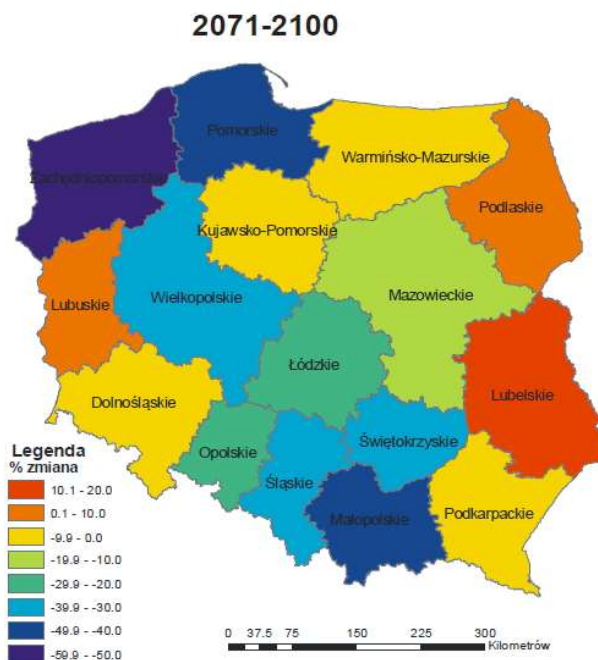 2071-2100
Pomorskie
Warmińsko-Mazurskie
Zachodniopomorskie
Podlaskie
Kujawsko-Pomorskie
Mazowieckie
Wielkopolskie
Lubuskie
Łódzkie
Lubelskie
Dolnośląskie
Świętokrzyskie
Opolskie
Śląskie
Małopolskie
Podkarpackie
Legenda
% zmiana
10.1 - 20.0
0.1 - 10.0
-9.9 - 0.0
-19.9 - -10.0
-29.9 - -20.0
-39.9 - -30.0
-49.9 - -40.0
-59.9 - -50.0
0 37.5 75 150 225 300
Kilometrów